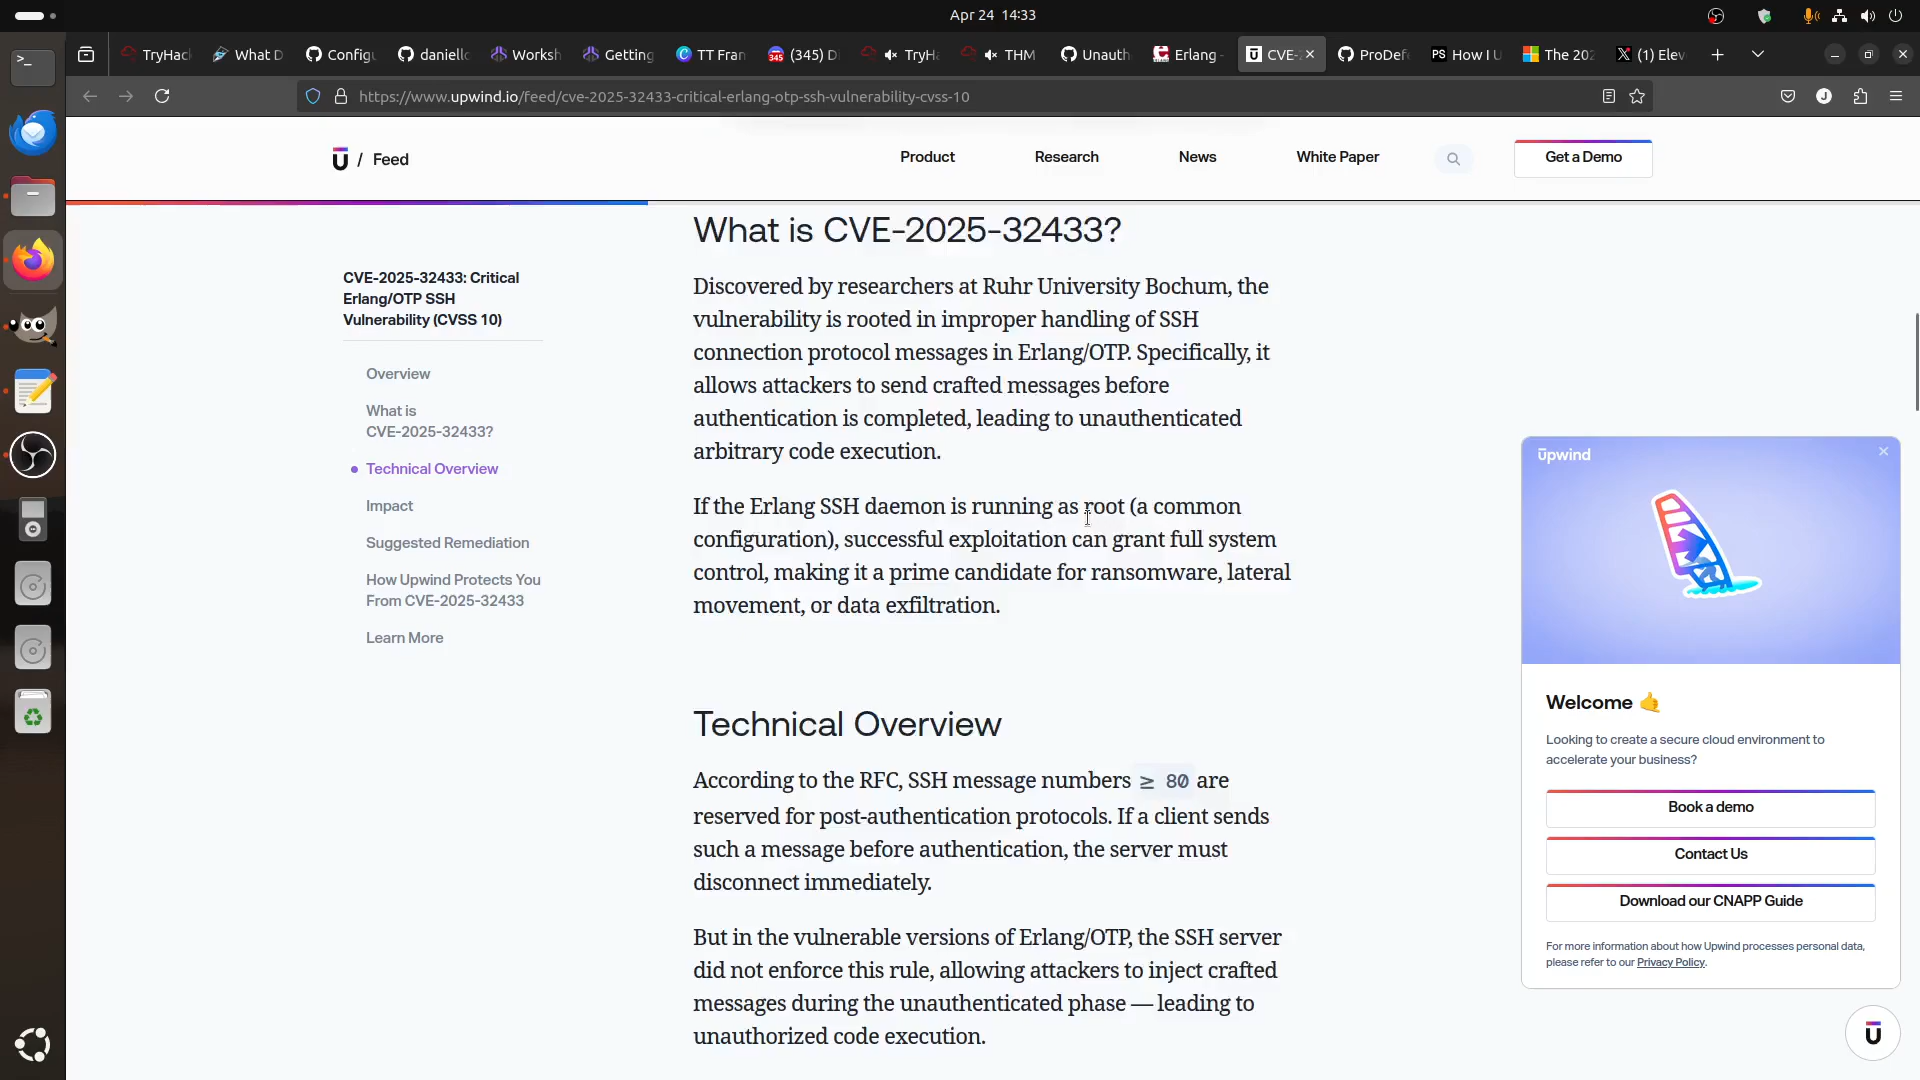 Apr 24 14:33
TryHac
What D
Config
daniello
Worksh
Getting
TT Fran
(345) D
TryHa
THM
Unauth
Erlang -
CVE-2
ProDef
PS How I U
The 202
(1) Elev
https://www.upwind.io/feed/cve-2025-32433-critical-erlang-otp-ssh-vulnerability-cvss-10
/ Feed
Product
Research
News
White Paper
Get a Demo
CVE-2025-32433: Critical
Erlang/OTP SSH
Vulnerability (CVSS 10)
Overview
What is
CVE-2025-32433?
Technical Overview
Impact
Suggested Remediation
How Upwind Protects You
From CVE-2025-32433
Learn More
What is CVE-2025-32433?
Discovered by researchers at Ruhr University Bochum, the
vulnerability is rooted in improper handling of SSH
connection protocol messages in Erlang/OTP. Specifically, it
allows attackers to send crafted messages before
authentication is completed, leading to unauthenticated
arbitrary code execution.
If the Erlang SSH daemon is running as root (a common
configuration), successful exploitation can grant full system
control, making it a prime candidate for ransomware, lateral
movement, or data exfiltration.
Technical Overview
According to the RFC, SSH message numbers ≥ 80 are
reserved for post-authentication protocols. If a client sends
such a message before authentication, the server must
disconnect immediately.
But in the vulnerable versions of Erlang/OTP, the SSH server
did not enforce this rule, allowing attackers to inject crafted
messages during the unauthenticated phase — leading to
unauthorized code execution.
upwind
Welcome 🤙
Looking to create a secure cloud environment to
accelerate your business?
Book a demo
Contact Us
Download our CNAPP Guide
For more information about how Upwind processes personal data,
please refer to our Privacy Policy.